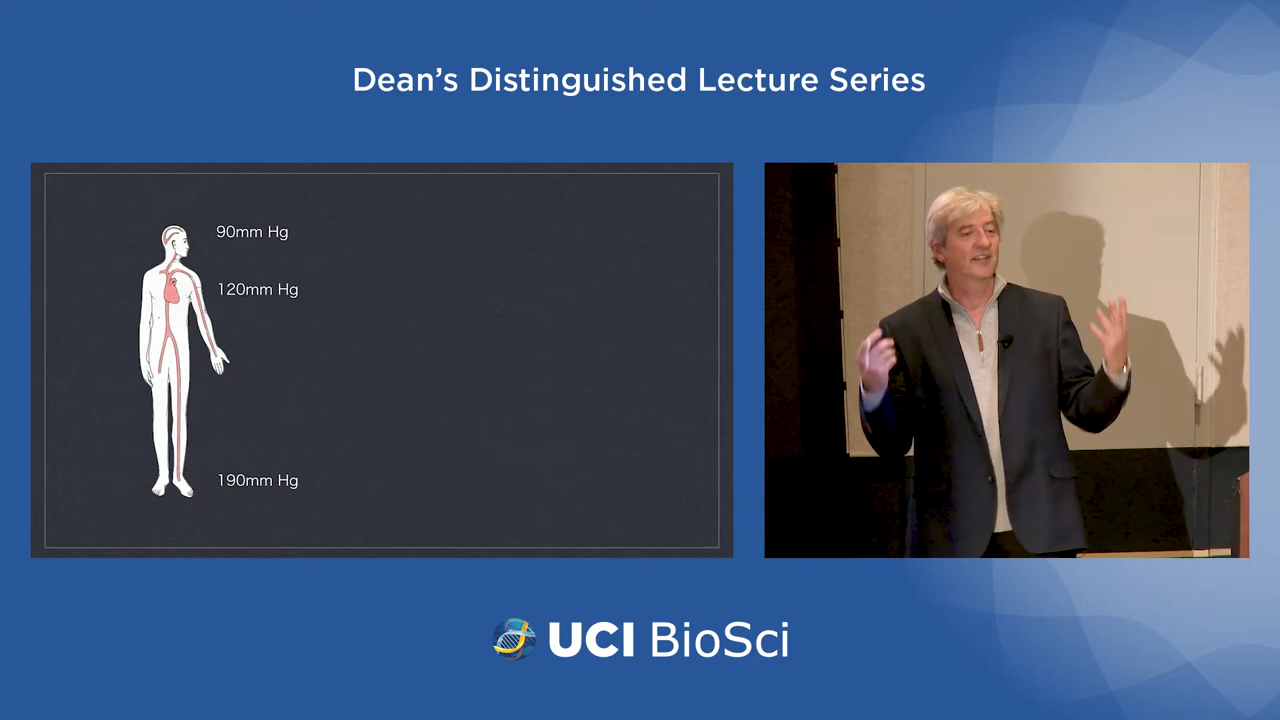 Dean's Distinguished Lecture Series
90mm Hg
120mm Hg
190mm Hg
UCI BioSci